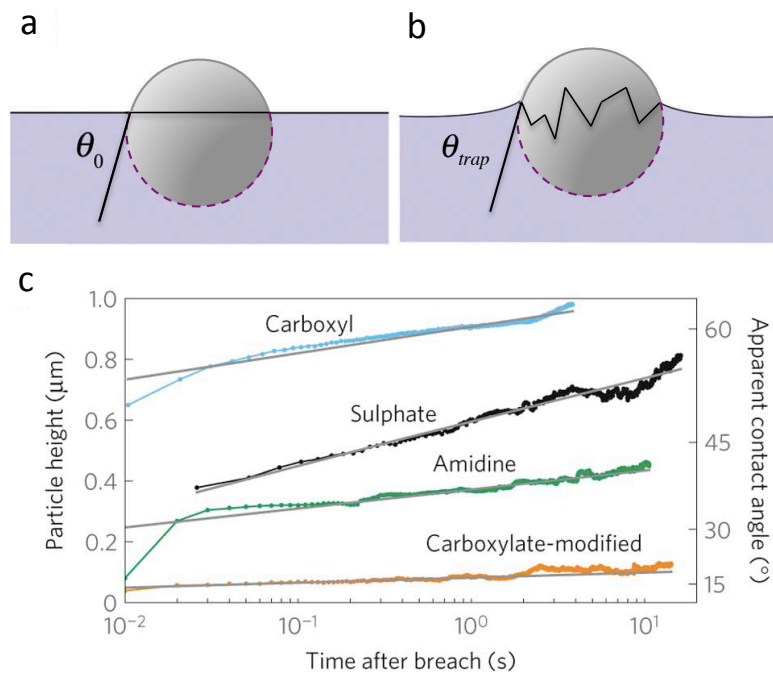 a
b
θ₀
θtrap
c
1.0
0.8
0.6
0.4
0.2
0
Particle height (μm)
Carboxyl
Sulphate
Amidine
Carboxylate-modified
60
45
30
15
Apparent contact angle (°)
10⁻² 10⁻¹ 10⁰ 10¹
Time after breach (s)